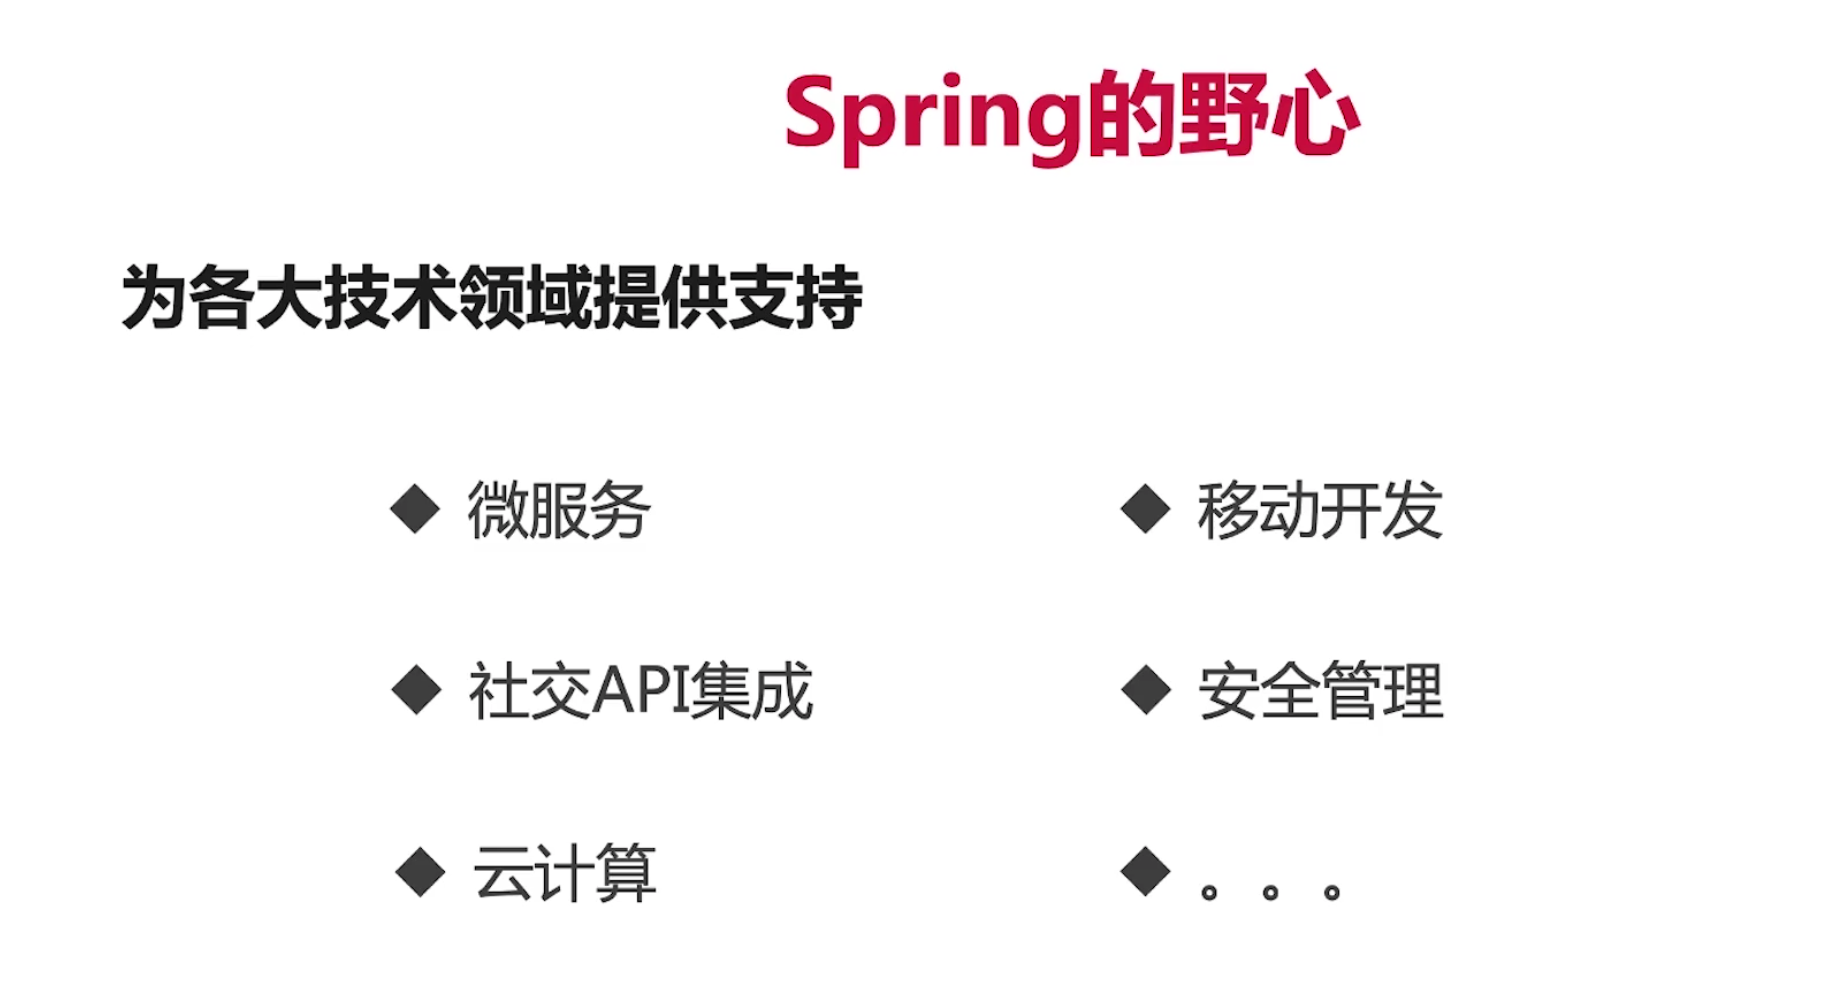 Spring的野心
为各大技术领域提供支持
◆ 微服务
◆ 移动开发
◆ 社交API集成
◆ 安全管理
◆ 云计算
◆ 。。。